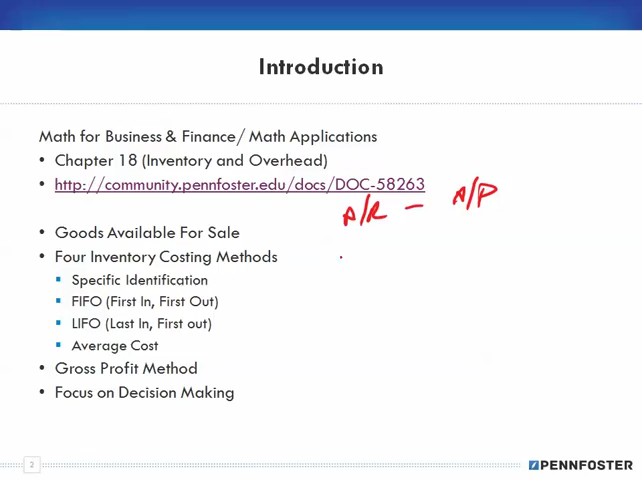 Introduction
Math for Business & Finance/ Math Applications
• Chapter 18 (Inventory and Overhead)
• http://community.pennfoster.edu/docs/DOC-58263
A/R - A/P
• Goods Available For Sale
• Four Inventory Costing Methods
▪ Specific Identification
▪ FIFO (First In, First Out)
▪ LIFO (Last In, First out)
▪ Average Cost
• Gross Profit Method
• Focus on Decision Making
2
PENNFOSTER